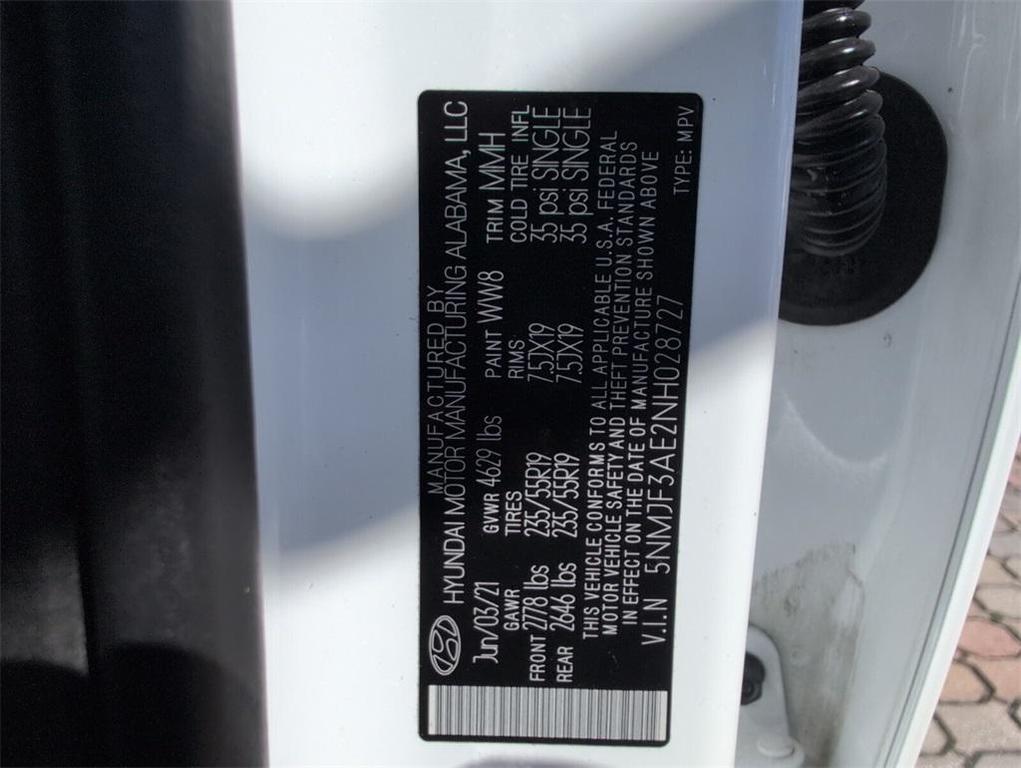 MANUFACTURED BY
HYUNDAI MOTOR MANUFACTURING ALABAMA, LLC
Jun/03/21 GVWR 4629 lbs PAINT WW8 TRIM MMH
GAWR TIRES RIMS COLD TIRE INFL
FRONT 2778 lbs 235/55R19 7.5JX19 35 psi SINGLE
REAR 2646 lbs 235/55R19 7.5JX19 35 psi SINGLE
THIS VEHICLE CONFORMS TO ALL APPLICABLE U.S.A. FEDERAL
MOTOR VEHICLE SAFETY AND THEFT PREVENTION STANDARDS
IN EFFECT ON THE DATE OF MANUFACTURE SHOWN ABOVE
V.I.N 5NMJF3AE2NH028727 TYPE: MPV